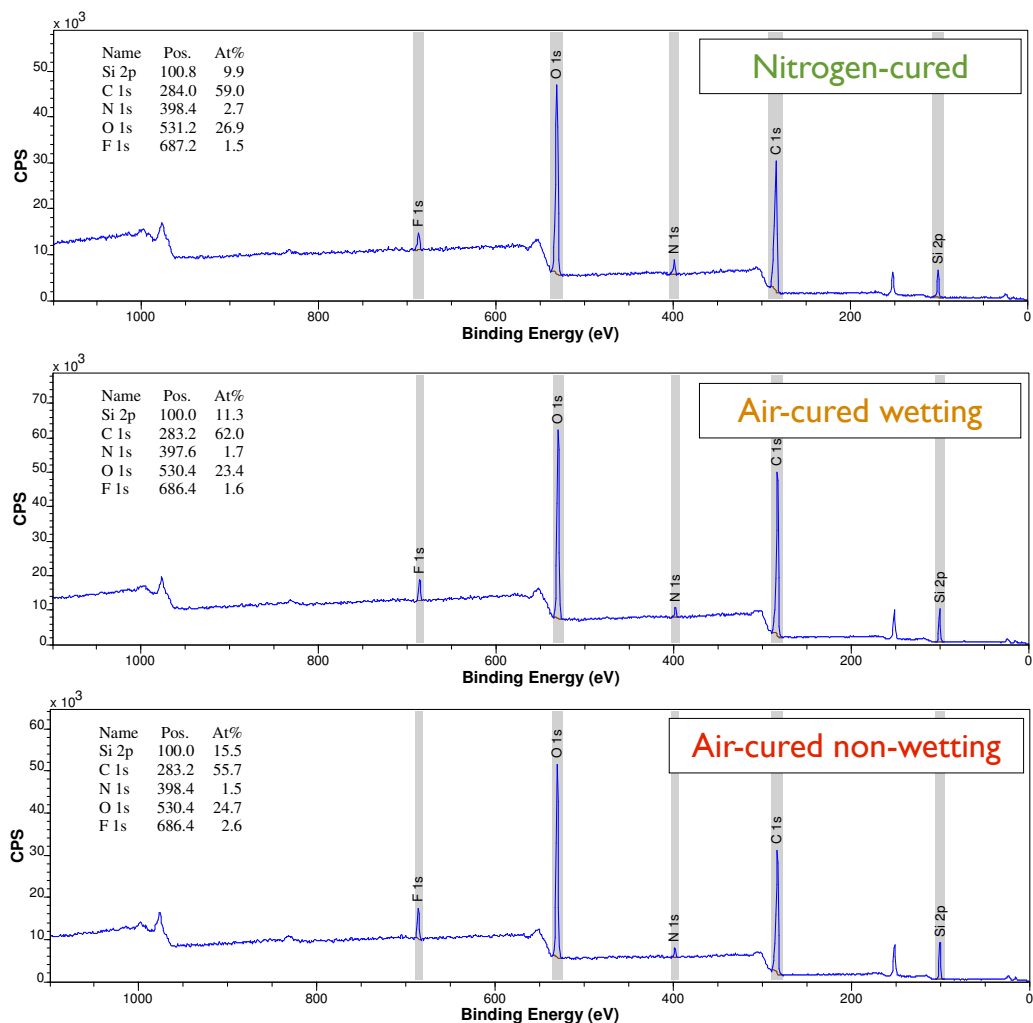 x 10³
Name Pos. At%
Si 2p 100.8 9.9
C 1s 284.0 59.0
N 1s 398.4 2.7
O 1s 531.2 26.9
F 1s 687.2 1.5
Nitrogen-cured
F 1s
O 1s
N 1s
C 1s
Si 2p
CPS
50
40
30
20
10
0
1000 800 600 400 200 0
Binding Energy (eV)
x 10³
Name Pos. At%
Si 2p 100.0 11.3
C 1s 283.2 62.0
N 1s 397.6 1.7
O 1s 530.4 23.4
F 1s 686.4 1.6
Air-cured wetting
F 1s
O 1s
N 1s
C 1s
Si 2p
CPS
70
60
50
40
30
20
10
0
1000 800 600 400 200 0
Binding Energy (eV)
x 10³
Name Pos. At%
Si 2p 100.0 15.5
C 1s 283.2 55.7
N 1s 398.4 1.5
O 1s 530.4 24.7
F 1s 686.4 2.6
Air-cured non-wetting
F 1s
O 1s
N 1s
C 1s
Si 2p
CPS
60
50
40
30
20
10
0
1000 800 600 400 200 0
Binding Energy (eV)